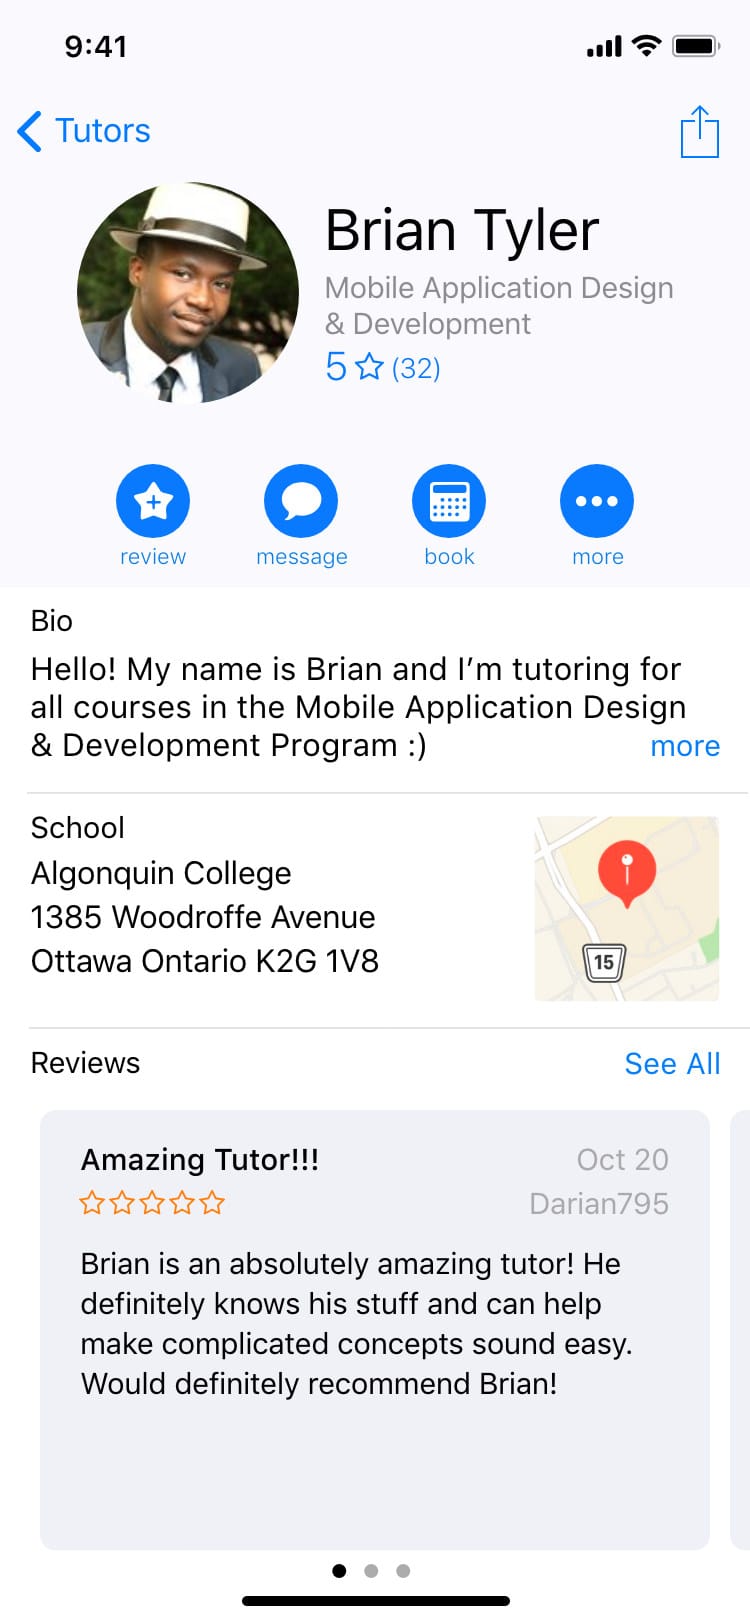 9:41
Tutors
Brian Tyler
Mobile Application Design
& Development
5 (32)
review message book more
Bio
Hello! My name is Brian and I’m tutoring for
all courses in the Mobile Application Design
& Development Program :)
more
School
Algonquin College
1385 Woodroffe Avenue
Ottawa Ontario K2G 1V8
15
Reviews See All
Amazing Tutor!!! Oct 20
Darian795
Brian is an absolutely amazing tutor! He
definitely knows his stuff and can help
make complicated concepts sound easy.
Would definitely recommend Brian!